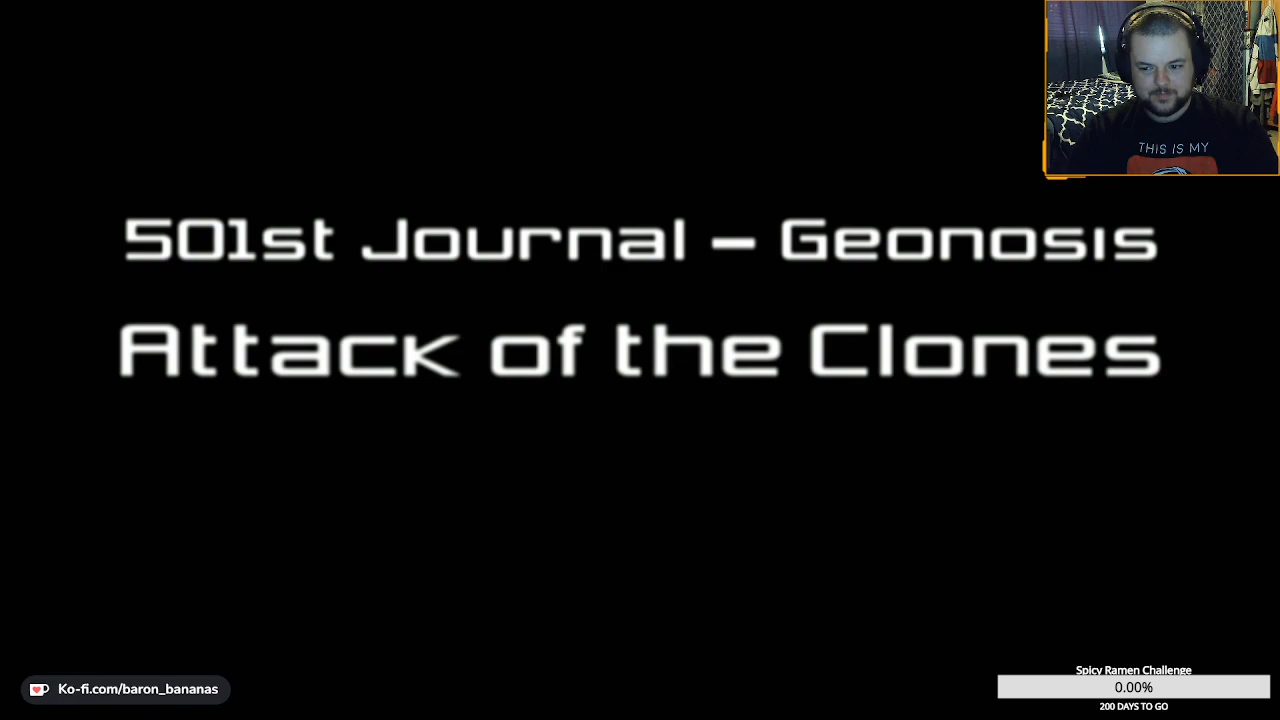 THIS IS MY
501st Journal – Geonosis
Attack of the Clones
Ko-fi.com/baron_bananas
Spicy Ramen Challenge
0.00%
200 DAYS TO GO